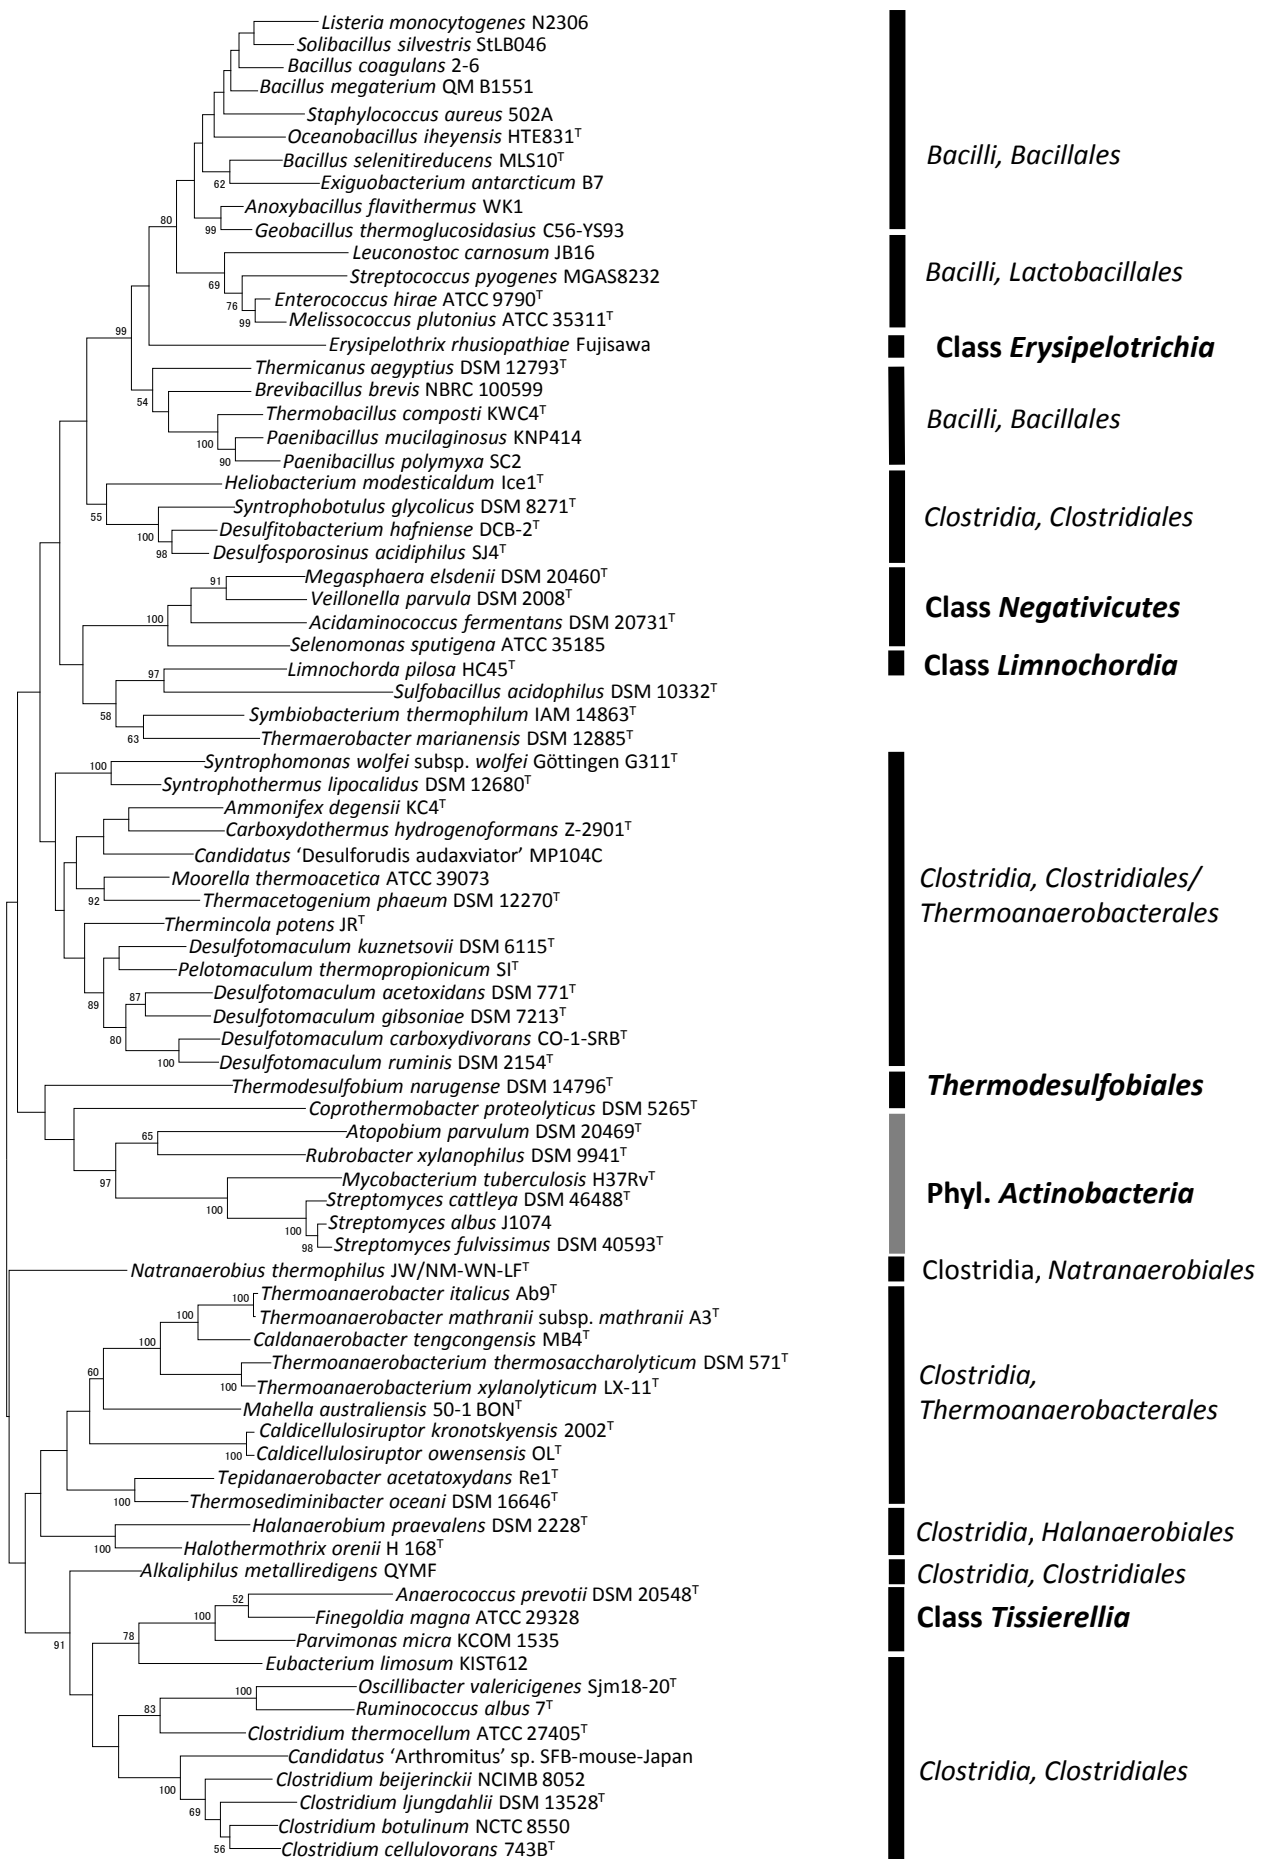 Listeria monocytogenes N2306
Solibacillus silvestris StLB046
Bacillus coagulans 2-6
Bacillus megaterium QM B1551
Staphylococcus aureus 502A
Oceanobacillus iheyensis HTE831ᵀ
Bacillus selenitireducens MLS10ᵀ
62
Exiguobacterium antarcticum B7
Anoxybacillus flavithermus WK1
80
99
Geobacillus thermoglucosidasius C56-YS93
Bacilli, Bacillales
Leuconostoc carnosum JB16
69
Streptococcus pyogenes MGAS8232
76
Enterococcus hirae ATCC 9790ᵀ
99
Melissococcus plutonius ATCC 35311ᵀ
Bacilli, Lactobacillales
99
Erysipelothrix rhusiopathiae Fujisawa
Class Erysipelotrichia
Thermicanus aegyptius DSM 12793ᵀ
54
Brevibacillus brevis NBRC 100599
Thermobacillus composti KWC4ᵀ
100
Paenibacillus mucilaginosus KNP414
90
Paenibacillus polymyxa SC2
Bacilli, Bacillales
Heliobacterium modesticaldum Ice1ᵀ
55
Syntrophobotulus glycolicus DSM 8271ᵀ
100
Desulfitobacterium hafniense DCB-2ᵀ
98
Desulfosporosinus acidiphilus SJ4ᵀ
Clostridia, Clostridiales
91
Megasphaera elsdenii DSM 20460ᵀ
Veillonella parvula DSM 2008ᵀ
100
Acidaminococcus fermentans DSM 20731ᵀ
Selenomonas sputigena ATCC 35185
Class Negativicutes
97
Limnochorda pilosa HC45ᵀ
Class Limnochordia
Sulfobacillus acidophilus DSM 10332ᵀ
58
Symbiobacterium thermophilum IAM 14863ᵀ
63
Thermaerobacter marianensis DSM 12885ᵀ
100
Syntrophomonas wolfei subsp. wolfei Göttingen G311ᵀ
Syntrophothermus lipocalidus DSM 12680ᵀ
Ammonifex degensii KC4ᵀ
Carboxydothermus hydrogenoformans Z-2901ᵀ
Candidatus ‘Desulforudis audaxviator’ MP104C
Moorella thermoacetica ATCC 39073
92
Thermacetogenium phaeum DSM 12270ᵀ
Thermincola potens JRᵀ
Desulfotomaculum kuznetsovii DSM 6115ᵀ
Pelotomaculum thermopropionicum SIᵀ
89
87
Desulfotomaculum acetoxidans DSM 771ᵀ
Desulfotomaculum gibsoniae DSM 7213ᵀ
80
Desulfotomaculum carboxydivorans CO-1-SRBᵀ
100
Desulfotomaculum ruminis DSM 2154ᵀ
Clostridia, Clostridiales/
Thermoanaerobacterales
Thermodesulfobium narugense DSM 14796ᵀ
Thermodesulfobiales
Coprothermobacter proteolyticus DSM 5265ᵀ
65
Atopobium parvulum DSM 20469ᵀ
Rubrobacter xylanophilus DSM 9941ᵀ
97
Mycobacterium tuberculosis H37Rvᵀ
100
Streptomyces cattleya DSM 46488ᵀ
100
Streptomyces albus J1074
98
Streptomyces fulvissimus DSM 40593ᵀ
Phyl. Actinobacteria
Natranaerobius thermophilus JW/NM-WN-LFᵀ
Clostridia, Natranaerobiales
100
Thermoanaerobacter italicus Ab9ᵀ
100
Thermoanaerobacter mathranii subsp. mathranii A3ᵀ
100
Caldanaerobacter tengcongensis MB4ᵀ
Thermoanaerobacterium thermosaccharolyticum DSM 571ᵀ
60
100
Thermoanaerobacterium xylanolyticum LX-11ᵀ
Mahella australiensis 50-1 BONᵀ
Caldicellulosiruptor kronotskyensis 2002ᵀ
100
Caldicellulosiruptor owensensis OLᵀ
Tepidanaerobacter acetatoxydans Re1ᵀ
100
Thermosediminibacter oceani DSM 16646ᵀ
Clostridia,
Thermoanaerobacterales
Halanaerobium praevalens DSM 2228ᵀ
100
Halothermothrix orenii H 168ᵀ
Clostridia, Halanaerobiales
Alkaliphilus metalliredigens QYMF
Clostridia, Clostridiales
52
Anaerococcus prevotii DSM 20548ᵀ
100
Finegoldia magna ATCC 29328
78
Parvimonas micra KCOM 1535
91
Class Tissierellia
Eubacterium limosum KIST612
100
Oscillibacter valericigenes Sjm18-20ᵀ
83
Ruminococcus albus 7ᵀ
Clostridium thermocellum ATCC 27405ᵀ
Candidatus ‘Arthromitus’ sp. SFB-mouse-Japan
100
Clostridium beijerinckii NCIMB 8052
69
Clostridium ljungdahlii DSM 13528ᵀ
Clostridium botulinum NCTC 8550
56
Clostridium cellulovorans 743Bᵀ
Clostridia, Clostridiales